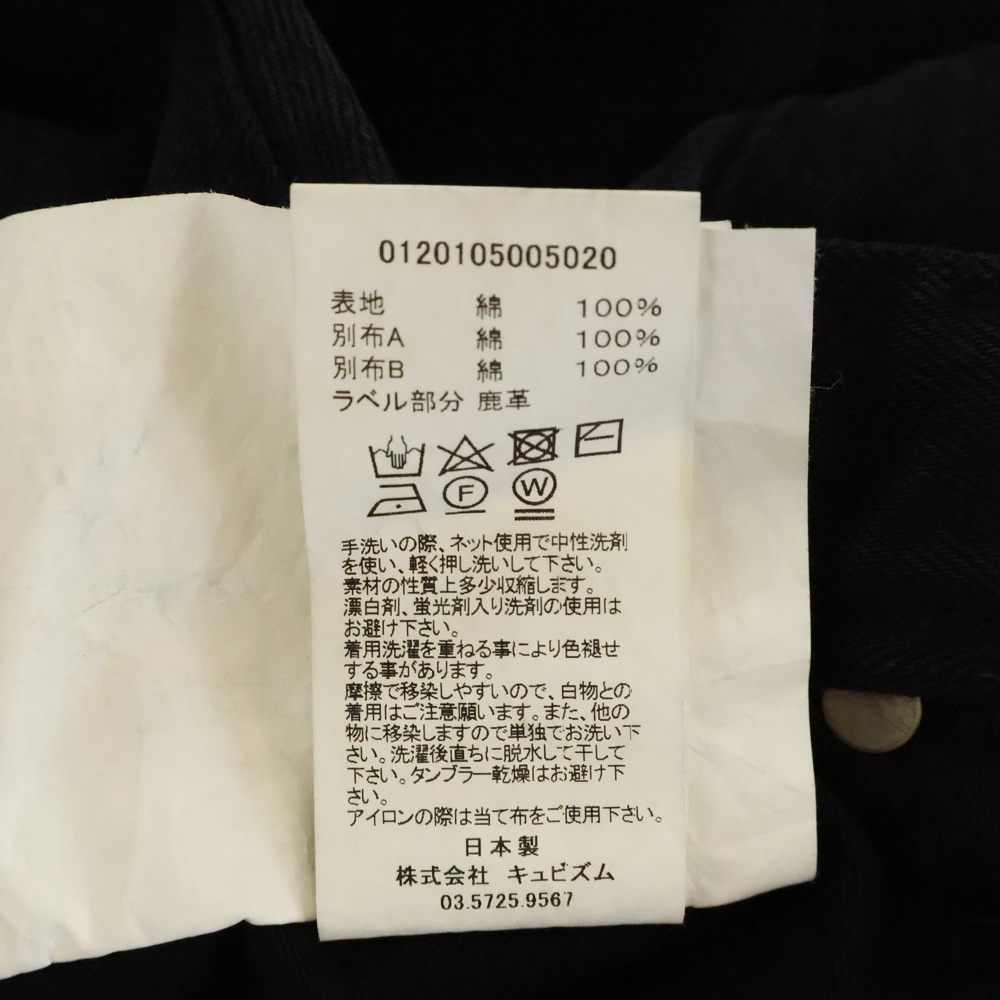 0120105005020
表地 綿 100%
別布A 綿 100%
別布B 綿 100%
ラベル部分 鹿革
F W
手洗いの際、ネット使用で中性洗剤
を使い、軽く押し洗いして下さい。
素材の性質上多少収縮します。
漂白剤、蛍光剤入り洗剤の使用は
お避け下さい。
着用洗濯を重ねる事により色褪せ
する事があります。
摩擦で移染しやすいので、白物との
着用はご注意願います。また、他の
物に移染しますので単独でお洗い下
さい。洗濯後直ちに脱水して干して
下さい。タンブラー乾燥はお避け下
さい。
アイロンの際は当て布をご使用下さい。
日本製
株式会社 キュビズム
03.5725.9567